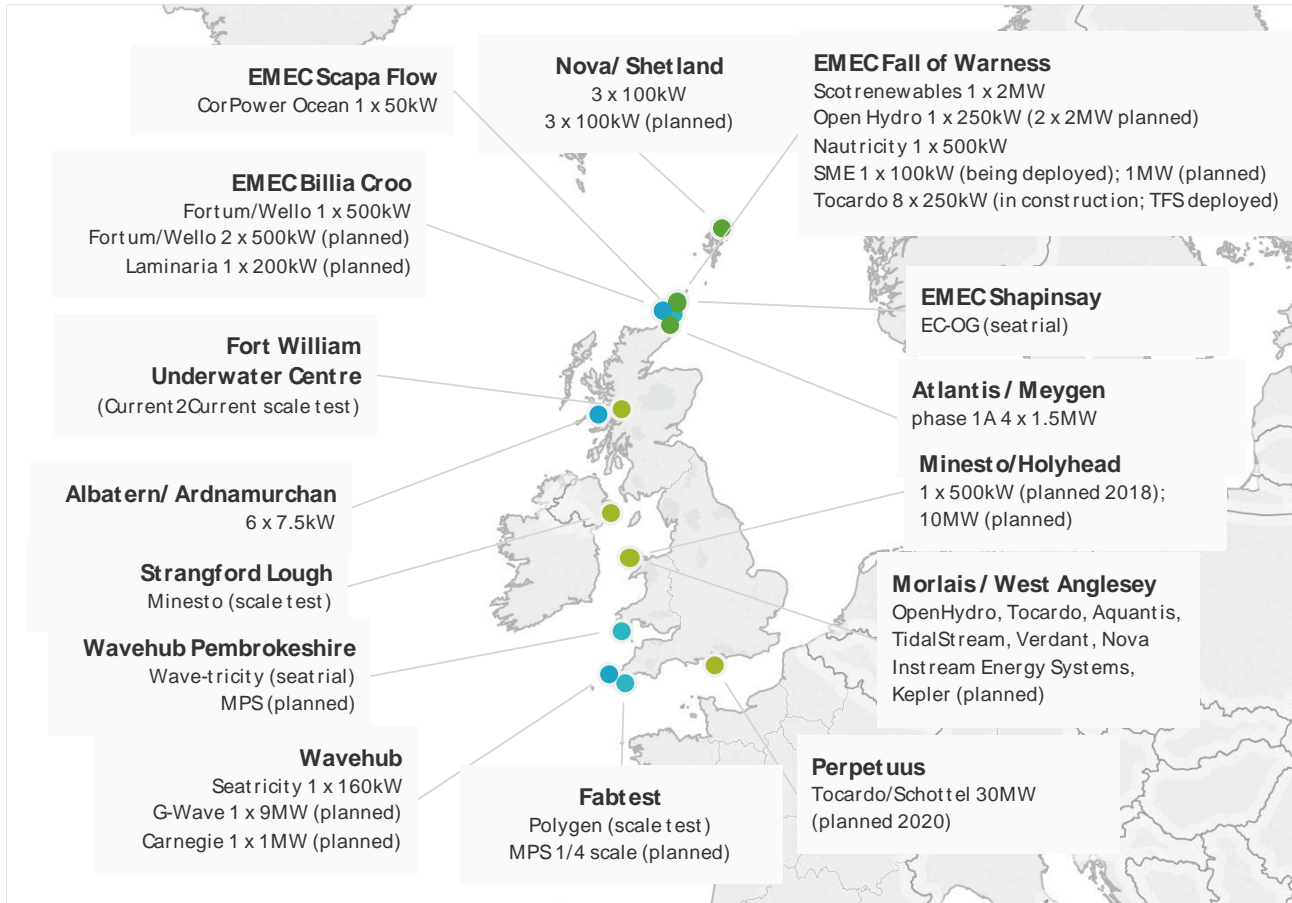 EMEC Scapa Flow
CorPower Ocean 1 x 50kW
Nova/ Shetland
3 x 100kW
3 x 100kW (planned)
EMEC Fall of Warness
Scotrenewables 1 x 2MW
Open Hydro 1 x 250kW (2 x 2MW planned)
Nautricity 1 x 500kW
SME 1 x 100kW (being deployed); 1MW (planned)
Tocardo 8 x 250kW (in construction; TFS deployed)
EMEC Billia Croo
Fortum/Wello 1 x 500kW
Fortum/Wello 2 x 500kW (planned)
Laminaria 1 x 200kW (planned)
EMEC Shapinsay
EC-OG (seatrial)
Fort William
Underwater Centre
(Current2Current scale test)
Atlantis / Meygen
phase 1A 4 x 1.5MW
Minesto/Holyhead
1 x 500kW (planned 2018);
10MW (planned)
Albatern/ Ardnamurchan
6 x 7.5kW
Strangford Lough
Minesto (scale test)
Morlais / West Anglesey
OpenHydro, Tocardo, Aquantis,
TidalStream, Verdant, Nova
Instream Energy Systems,
Kepler (planned)
Wavehub Pembrokeshire
Wave-tricity (seatrial)
MPS (planned)
Wavehub
Seatricity 1 x 160kW
G-Wave 1 x 9MW (planned)
Carnegie 1 x 1MW (planned)
Fabtest
Polygen (scale test)
MPS 1/4 scale (planned)
Perpetuus
Tocardo/Schottel 30MW
(planned 2020)